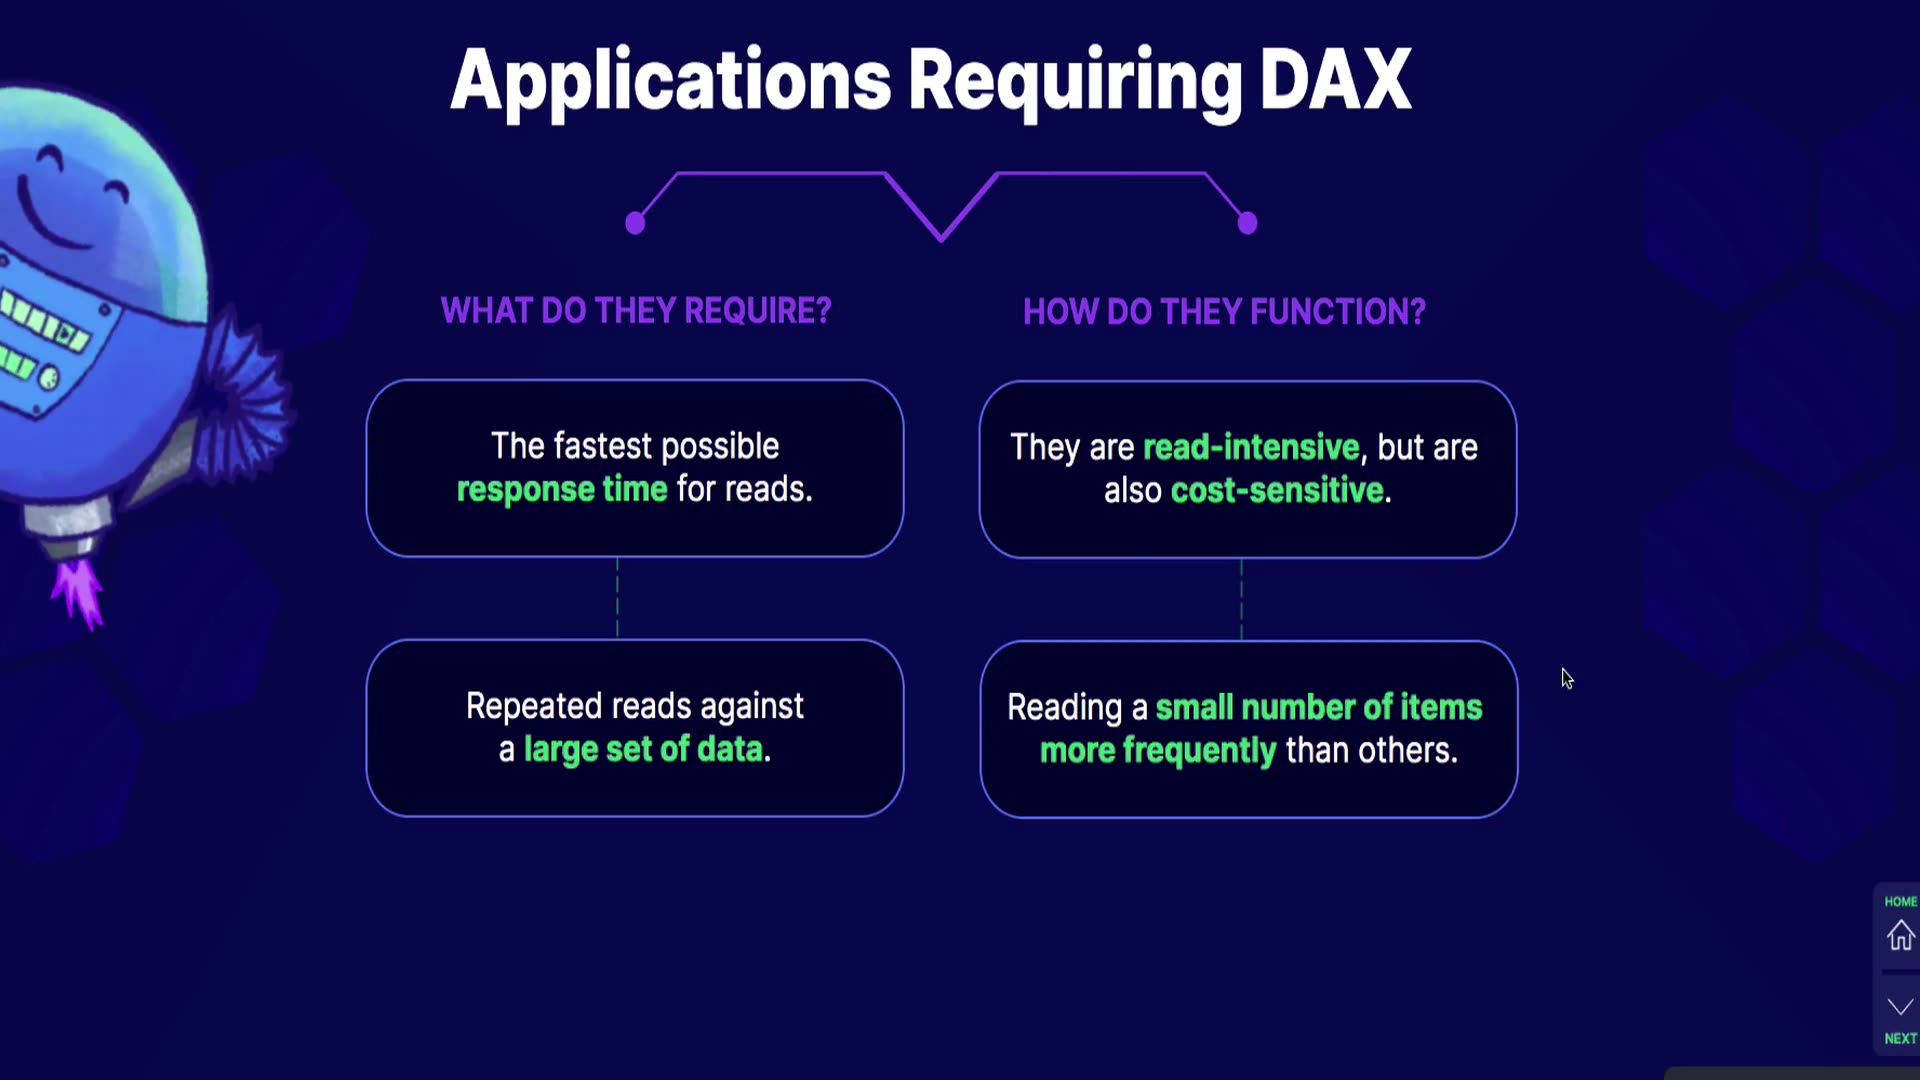 Applications Requiring DAX
WHAT DO THEY REQUIRE?
The fastest possible
response time for reads.
Repeated reads against
a large set of data.
HOW DO THEY FUNCTION?
They are read-intensive, but are
also cost-sensitive.
Reading a small number of items
more frequently than others.
HOME
NEXT